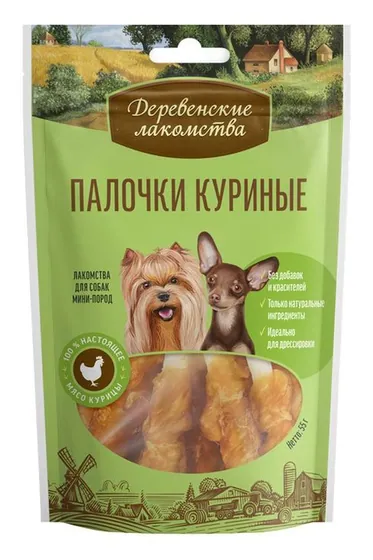 Деревенские
лакомства
ПАЛОЧКИ КУРИНЫЕ
ЛАКОМСТВА
ДЛЯ СОБАК
МИНИ-ПОРОД
Без добавок
и красителей
Только натуральные
ингредиенты
Идеально
для дрессировки
100 % НАСТОЯЩЕЕ
МЯСО КУРИЦЫ
Нетто: 55 г